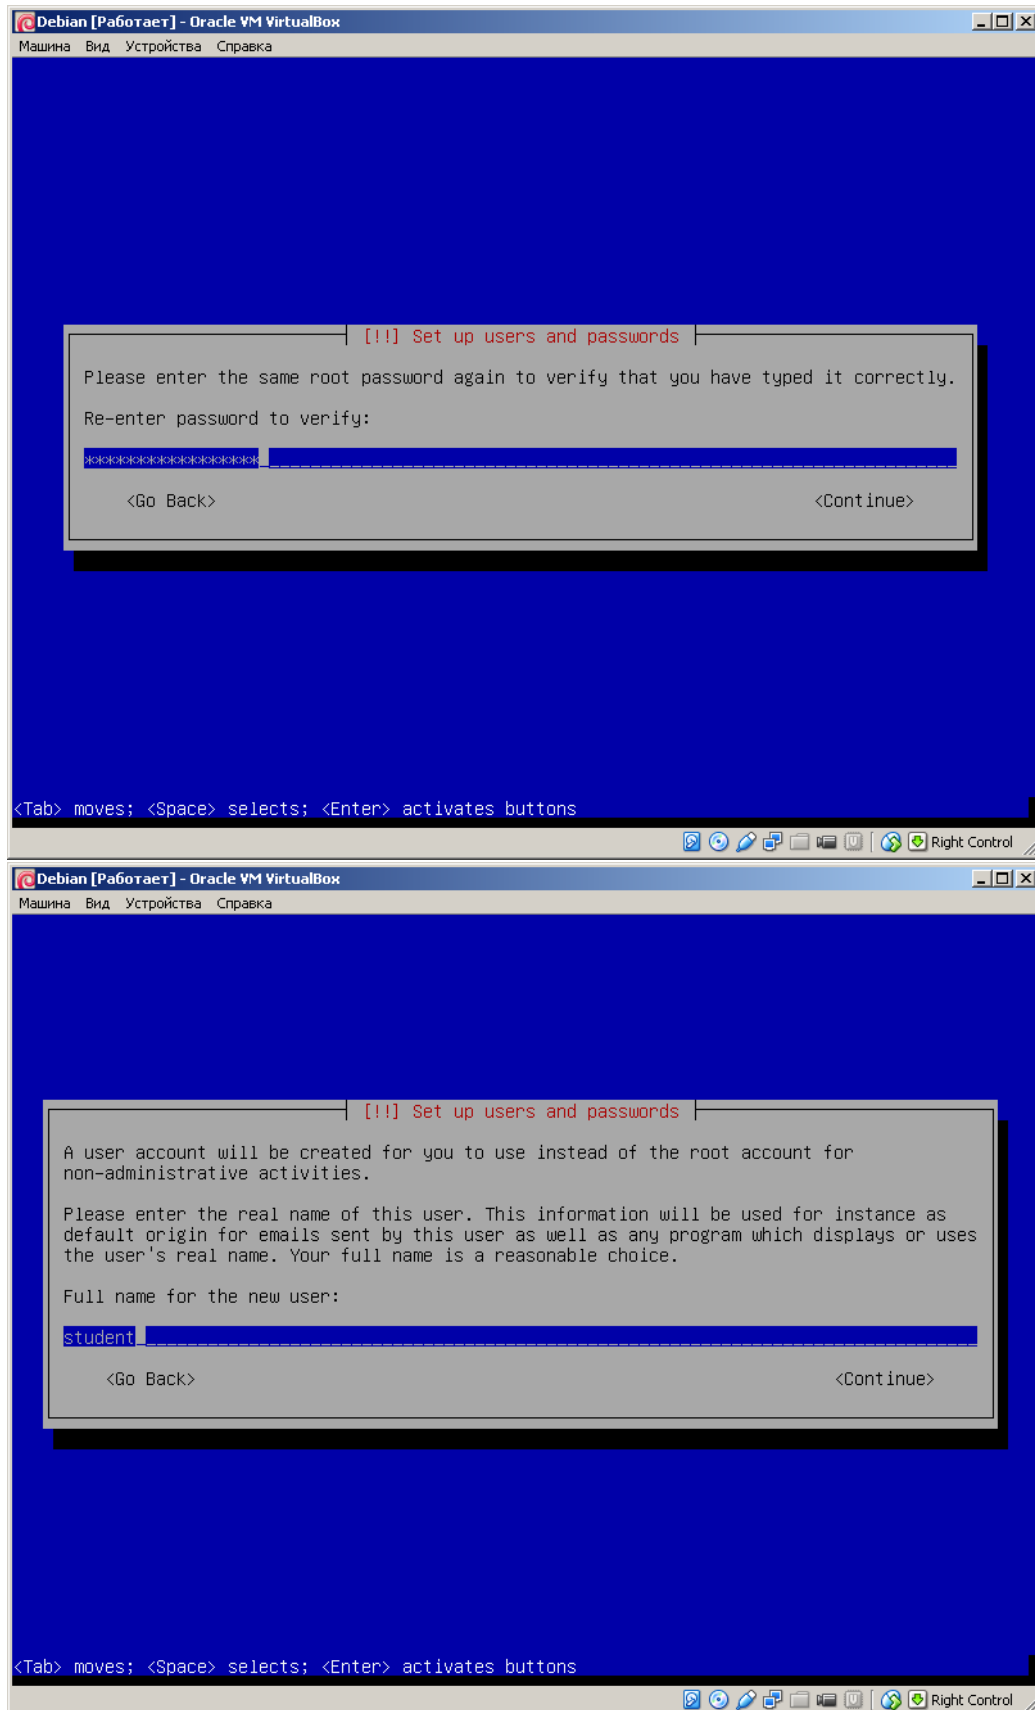 Debian [Работает] - Oracle VM VirtualBox
Машина Вид Устройства Справка
[!!] Set up users and passwords
Please enter the same root password again to verify that you have typed it correctly.
Re-enter password to verify:
*****************
<Go Back> <Continue>
<Tab> moves; <Space> selects; <Enter> activates buttons
Right Control
Debian [Работает] - Oracle VM VirtualBox
Машина Вид Устройства Справка
[!!] Set up users and passwords
A user account will be created for you to use instead of the root account for
non-administrative activities.
Please enter the real name of this user. This information will be used for instance as
default origin for emails sent by this user as well as any program which displays or uses
the user's real name. Your full name is a reasonable choice.
Full name for the new user:
student
<Go Back> <Continue>
<Tab> moves; <Space> selects; <Enter> activates buttons
Right Control